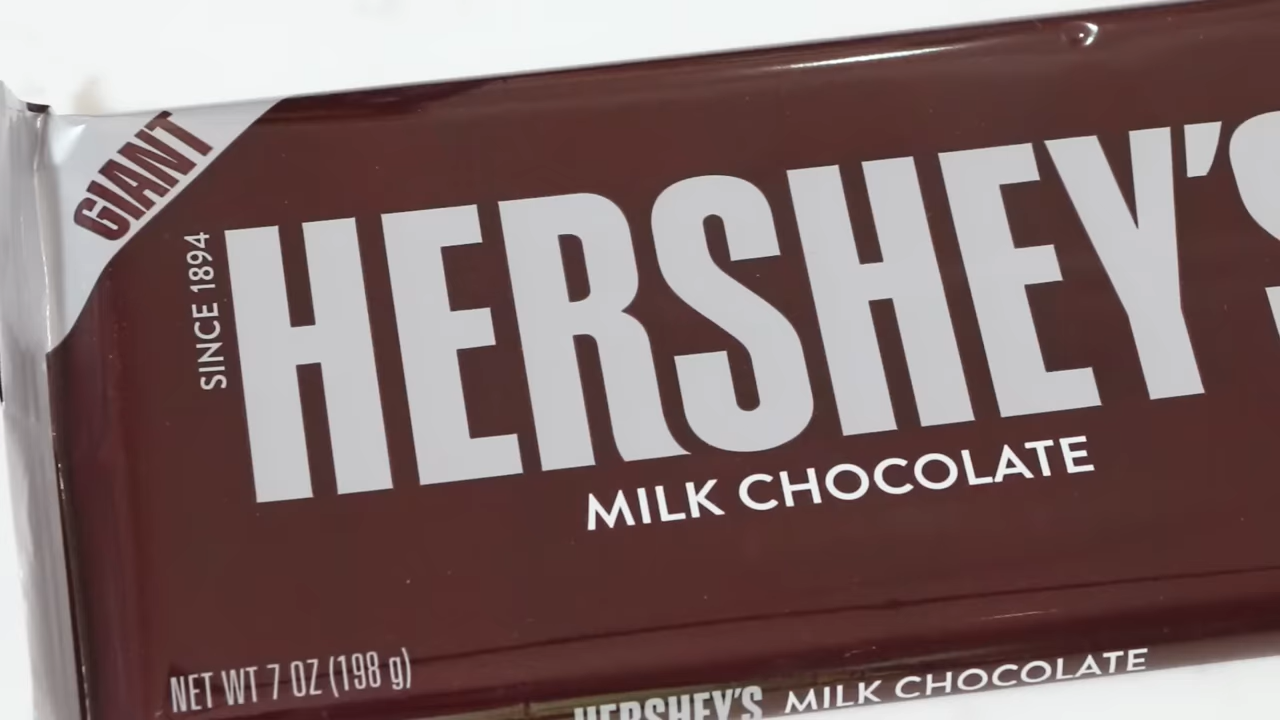 GIANT
SINCE 1894
HERSHEY'S
MILK CHOCOLATE
NET WT 7 OZ (198 g)
HERSHEY'S MILK CHOCOLATE